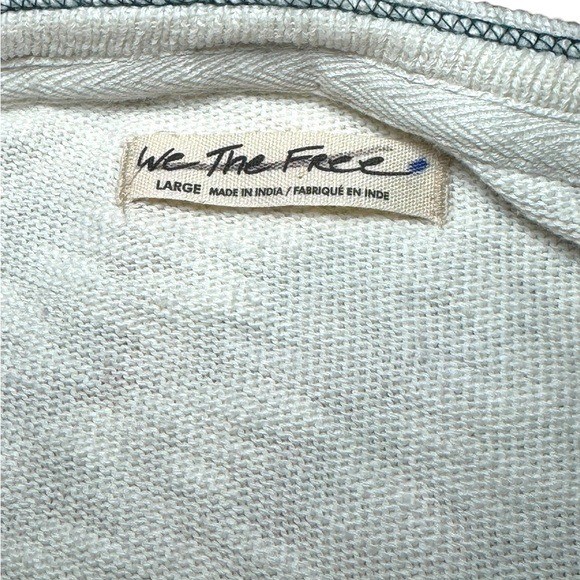 We The Free
LARGE MADE IN INDIA / FABRIQUÉ EN INDE